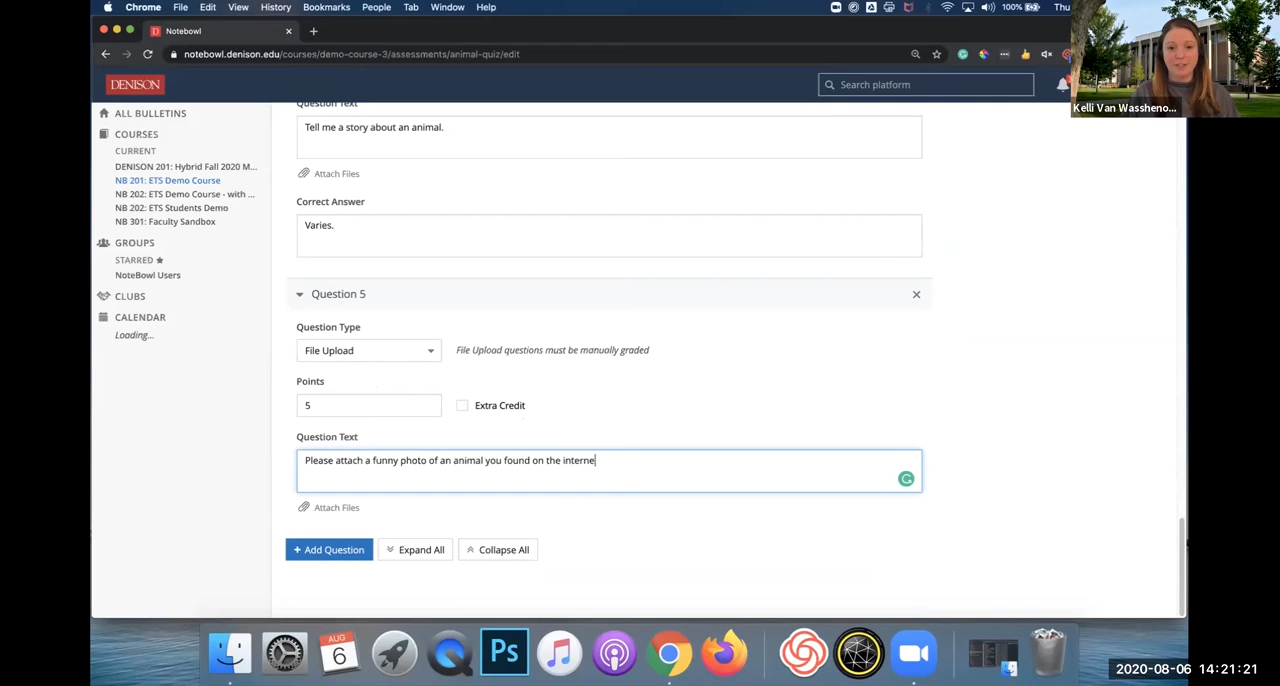 Chrome File Edit View History Bookmarks People Tab Window Help 100% Thu
Notebowl
notebowl.denison.edu/courses/demo-course-3/assessments/animal-quiz/edit
Kelli Van Wassheno...
DENISON
Search platform
ALL BULLETINS
COURSES
CURRENT
DENISON 201: Hybrid Fall 2020 M...
NB 201: ETS Demo Course
NB 202: ETS Demo Course - with ...
NB 202: ETS Students Demo
NB 301: Faculty Sandbox
GROUPS
STARRED
NoteBowl Users
CLUBS
CALENDAR
Loading...
Question Text
Tell me a story about an animal.
Attach Files
Correct Answer
Varies.
Question 5
Question Type
File Upload File Upload questions must be manually graded
Points
5 Extra Credit
Question Text
Please attach a funny photo of an animal you found on the interne
Attach Files
+ Add Question Expand All Collapse All
AUG
6
Ps
2020-08-06 14:21:21